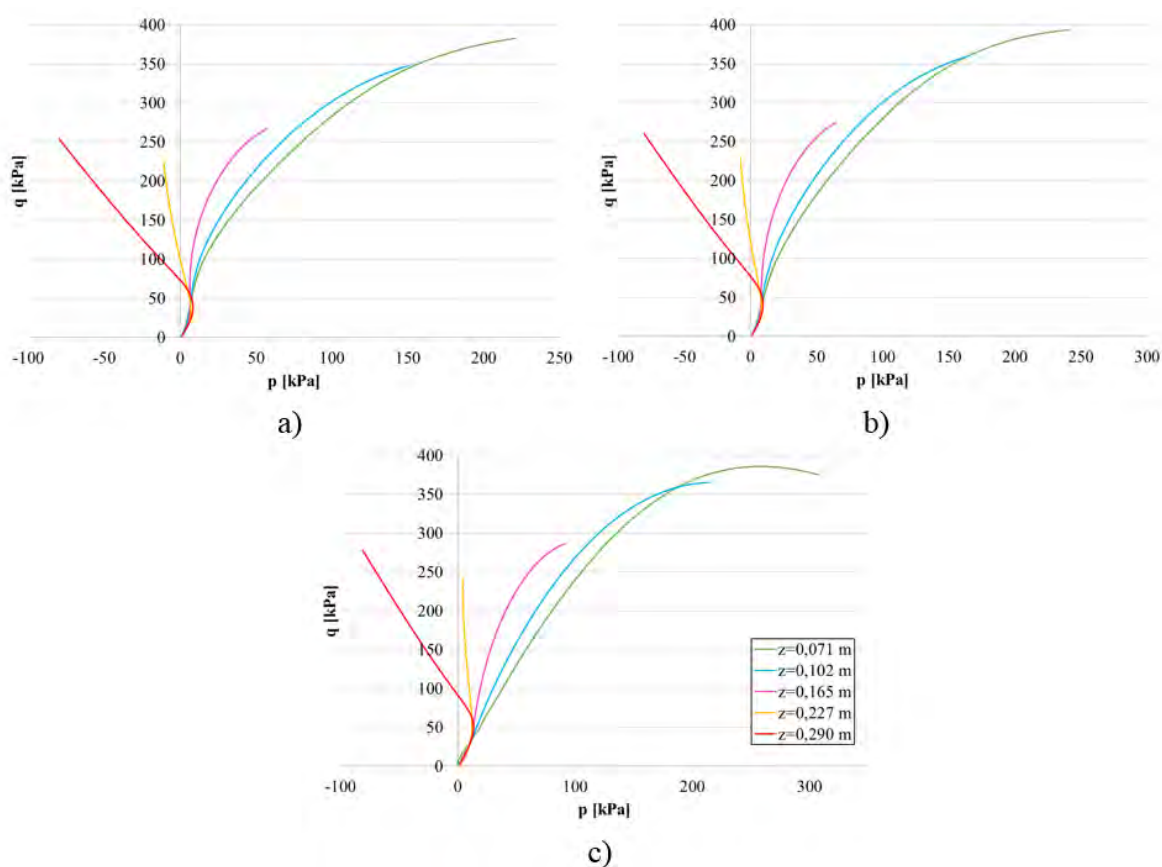 400
350
300
250
200
150
100
50
0
q [kPa]
-100 -50 0 50 100 150 200 250
p [kPa]
a)
400
350
300
250
200
150
100
50
0
q [kPa]
-100 -50 0 50 100 150 200 250 300
p [kPa]
b)
400
350
300
250
200
150
100
50
0
q [kPa]
-100 0 100 200 300
p [kPa]
z=0,071 m
z=0,102 m
z=0,165 m
z=0,227 m
z=0,290 m
c)